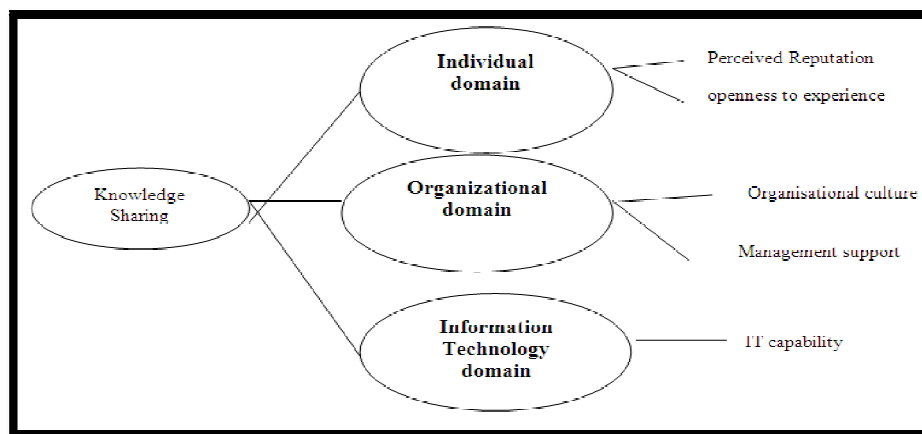 Individual
domain
Perceived Reputation
openness to experience
Knowledge
Sharing
Organizational
domain
Organisational culture
Management support
Information
Technology
domain
IT capability